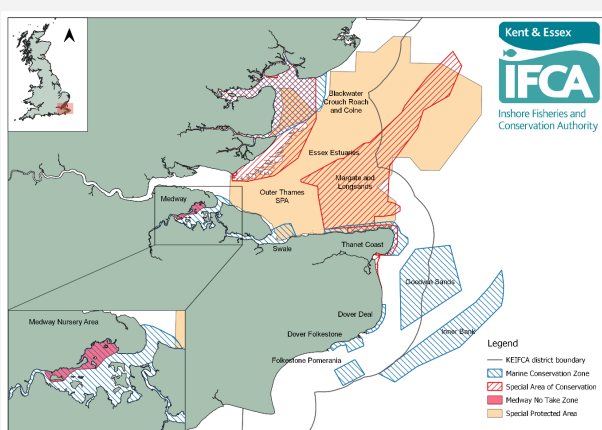 Kent & Essex
IFCA
Inshore Fisheries and
Conservation Authority
Blackwater
Crouch Roach
and Colne
Essex Estuaries
Margate and
Longsands
Outer Thames
SPA
Medway
Swale
Thanet Coast
Goodwin Sands
Dover Deal
Inner Bank
Dover Folkestone
Folkestone Pomerania
Medway Nursery Area
Legend
KEIFCA district boundary
Marine Conservation Zone
Special Area of Conservation
Medway No Take Zone
Special Protected Area